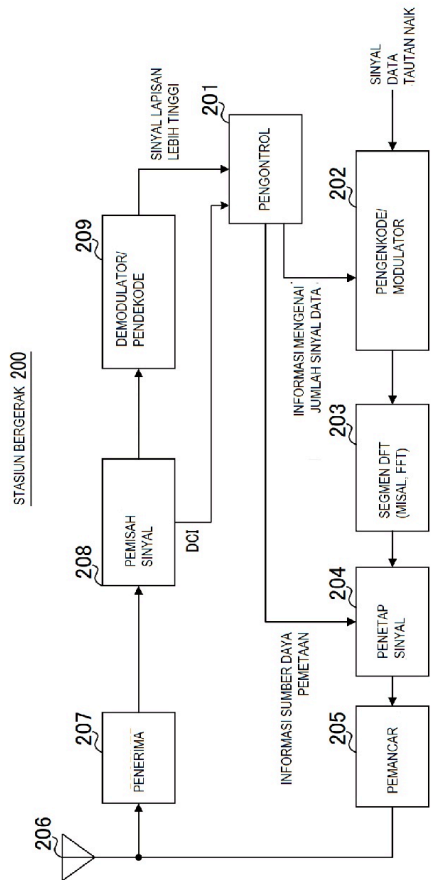 STASIUN BERGERAK 200
206
207
PENERIMA
208
PEMISAH
SINYAL
DCI
209
DEMODULATOR/
PENDEKODE
SINYAL LAPISAN
LEBIH TINGGI
201
PENGONTROL
INFORMASI SUMBER DAYA
PEMETAAN
INFORMASI MENGENAI
JUMLAH SINYAL DATA
205
PEMANCAR
204
PENETAP
SINYAL
203
SEGMEN DFT
(MISAL, FFT)
202
PENGENKODE/
MODULATOR
SINYAL
DATA
TAUTAN NAIK